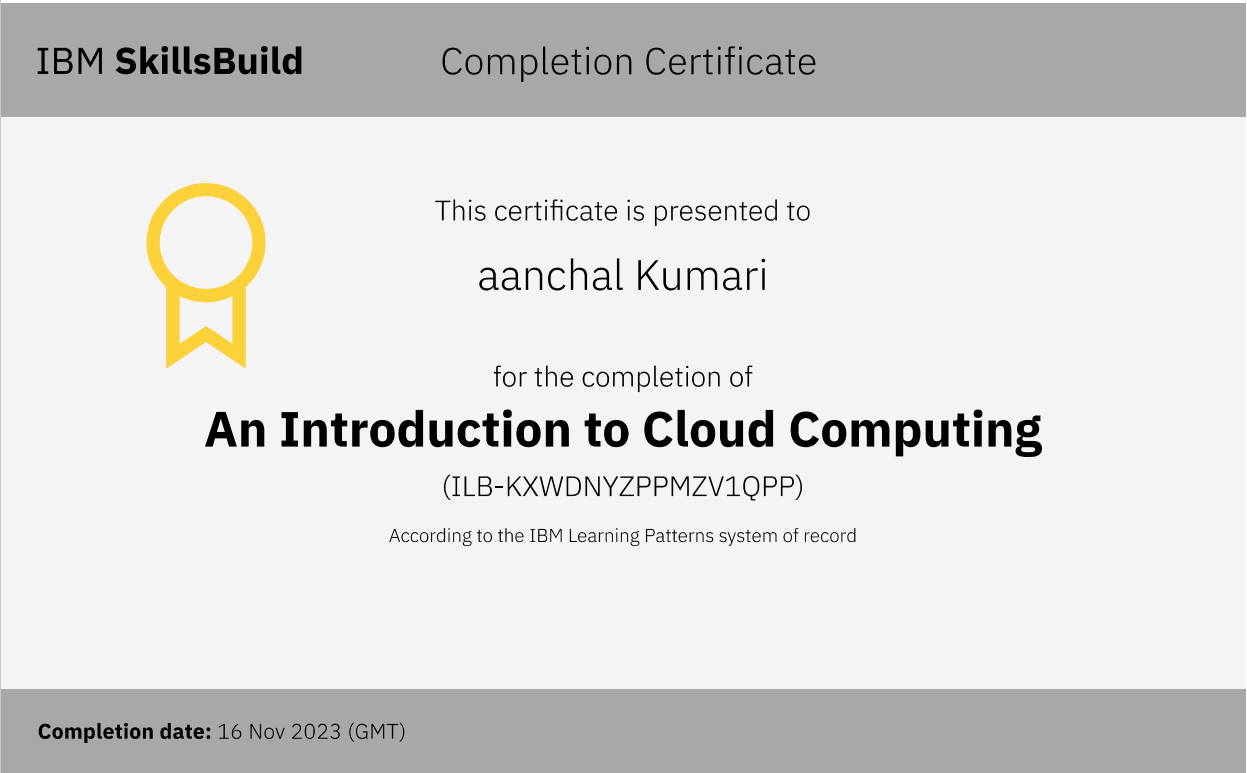 IBM SkillsBuild
Completion Certificate
This certificate is presented to
aanchal Kumari
for the completion of
An Introduction to Cloud Computing
(ILB-KXWDNYZPPMZV1QPP)
According to the IBM Learning Patterns system of record
Completion date: 16 Nov 2023 (GMT)